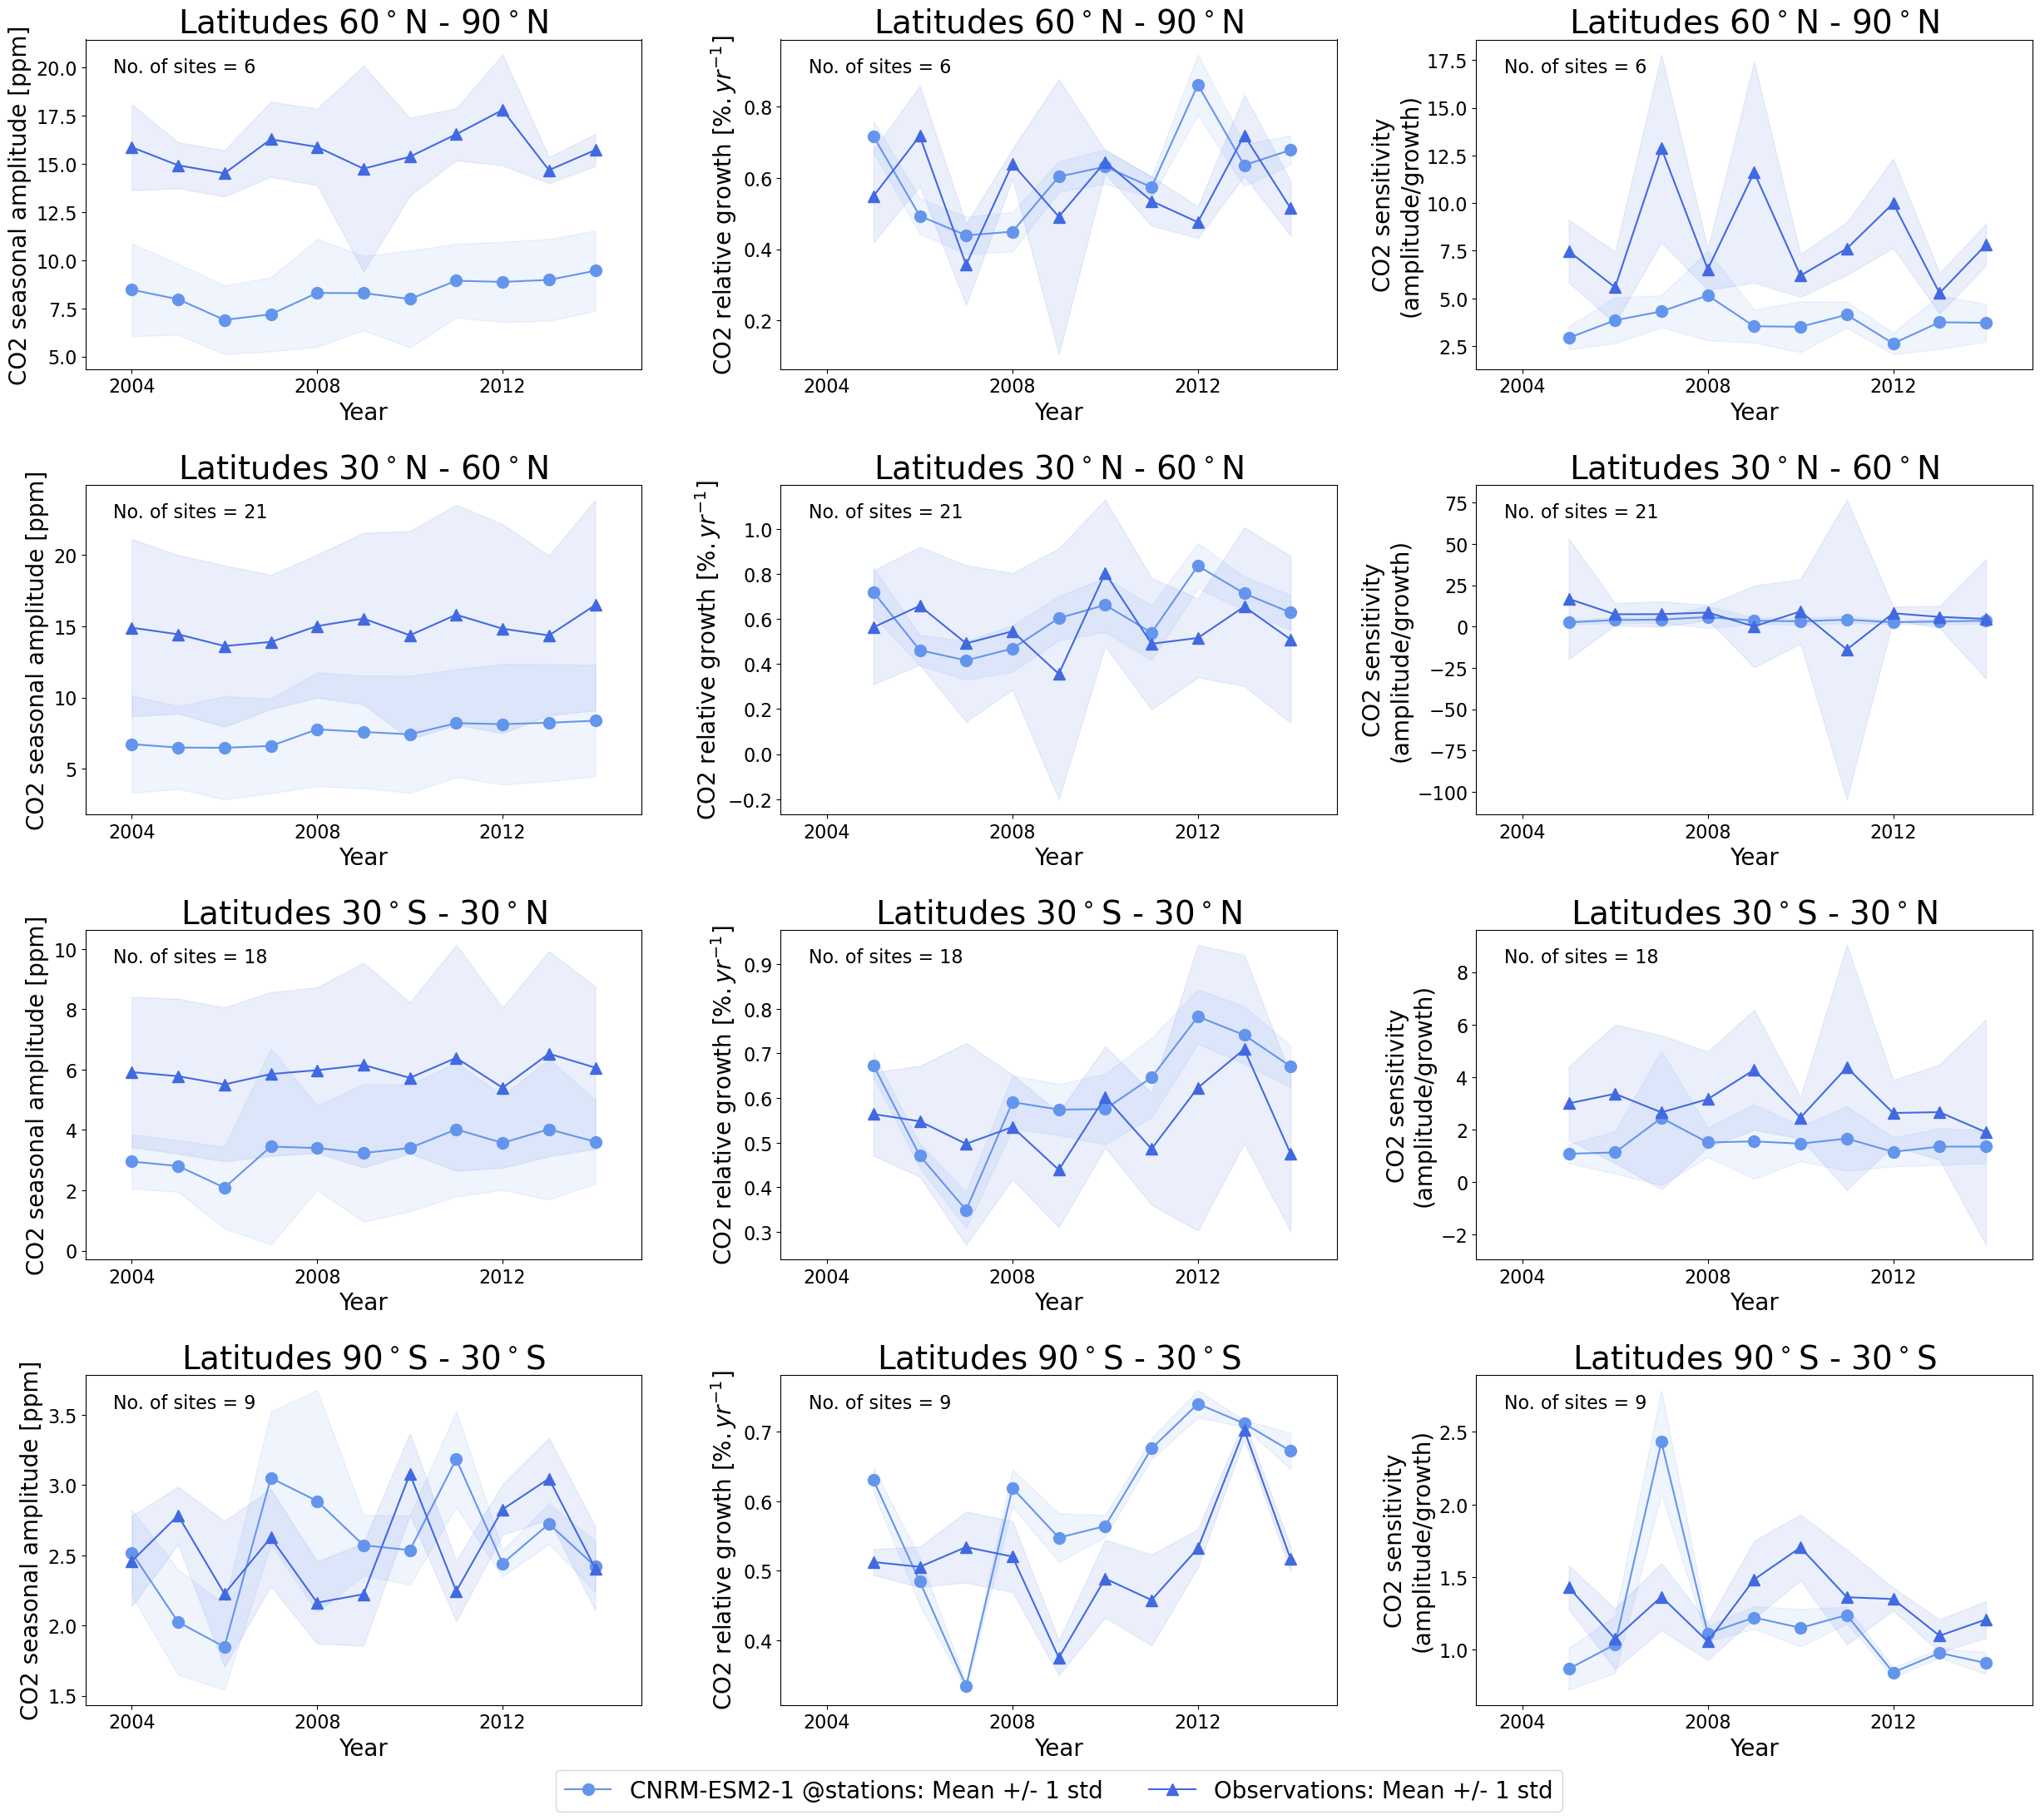 Latitudes 60°N - 90°N
No. of sites = 6
CO2 seasonal amplitude [ppm]
20.0
17.5
15.0
12.5
10.0
7.5
5.0
2004 2008 2012
Year
Latitudes 60°N - 90°N
No. of sites = 6
CO2 relative growth [%.yr⁻¹]
0.8
0.6
0.4
0.2
2004 2008 2012
Year
Latitudes 60°N - 90°N
No. of sites = 6
CO2 sensitivity
(amplitude/growth)
17.5
15.0
12.5
10.0
7.5
5.0
2.5
2004 2008 2012
Year
Latitudes 30°N - 60°N
No. of sites = 21
CO2 seasonal amplitude [ppm]
20
15
10
5
2004 2008 2012
Year
Latitudes 30°N - 60°N
No. of sites = 21
CO2 relative growth [%.yr⁻¹]
1.0
0.8
0.6
0.4
0.2
0.0
−0.2
2004 2008 2012
Year
Latitudes 30°N - 60°N
No. of sites = 21
CO2 sensitivity
(amplitude/growth)
75
50
25
0
−25
−50
−75
−100
2004 2008 2012
Year
Latitudes 30°S - 30°N
No. of sites = 18
CO2 seasonal amplitude [ppm]
10
8
6
4
2
0
2004 2008 2012
Year
Latitudes 30°S - 30°N
No. of sites = 18
CO2 relative growth [%.yr⁻¹]
0.9
0.8
0.7
0.6
0.5
0.4
0.3
2004 2008 2012
Year
Latitudes 30°S - 30°N
No. of sites = 18
CO2 sensitivity
(amplitude/growth)
8
6
4
2
0
−2
2004 2008 2012
Year
Latitudes 90°S - 30°S
No. of sites = 9
CO2 seasonal amplitude [ppm]
3.5
3.0
2.5
2.0
1.5
2004 2008 2012
Year
Latitudes 90°S - 30°S
No. of sites = 9
CO2 relative growth [%.yr⁻¹]
0.7
0.6
0.5
0.4
2004 2008 2012
Year
Latitudes 90°S - 30°S
No. of sites = 9
CO2 sensitivity
(amplitude/growth)
2.5
2.0
1.5
1.0
2004 2008 2012
Year
CNRM-ESM2-1 @stations: Mean +/- 1 std
Observations: Mean +/- 1 std